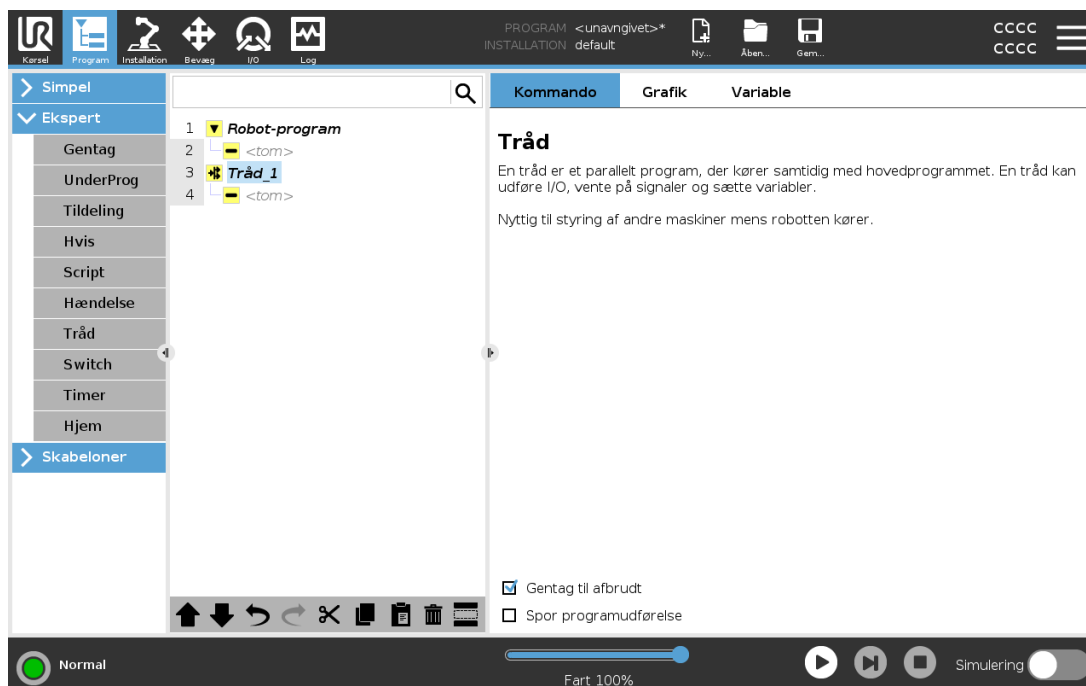 PROGRAM <unavngivet>*
INSTALLATION default
CCCC
CCCC
Kørsel Program Installation Bevæg I/O Log Ny... Åben... Gem...
Simpel
Ekspert
Gentag
UnderProg
Tildeling
Hvis
Script
Hændelse
Tråd
Switch
Timer
Hjem
Skabeloner
1 Robot-program
2 <tom>
3 Tråd_1
4 <tom>
Kommando Grafik Variable
Tråd
En tråd er et parallelt program, der kører samtidig med hovedprogrammet. En tråd kan
udføre I/O, vente på signaler og sætte variabler.
Nyttig til styring af andre maskiner mens robotten kører.
Gentag til afbrudt
Spor programudførelse
Normal
Fart 100%
Simulering